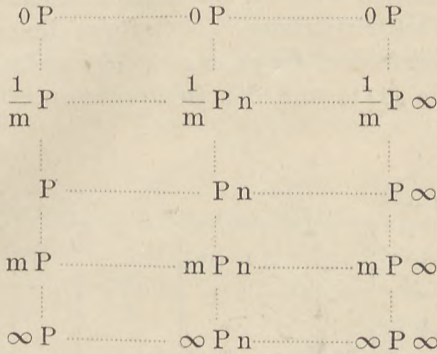 0 P 0 P 0 P
1/m P 1/m P n 1/m P ∞
P P n P ∞
m P m P n m P ∞
∞ P ∞ P n ∞ P ∞